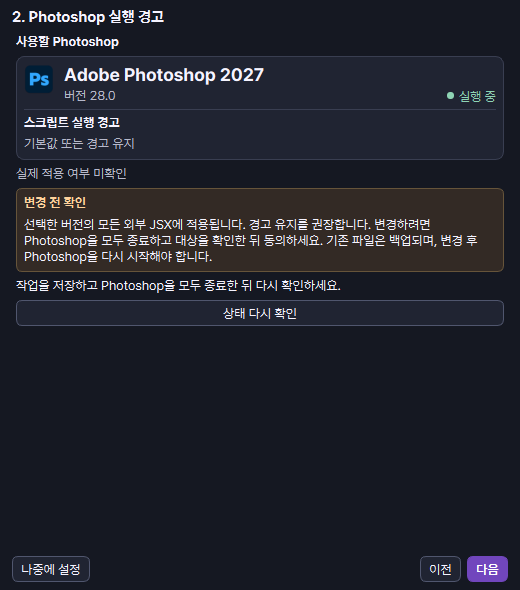 2. Photoshop 실행 경고
사용할 Photoshop
Ps
Adobe Photoshop 2027
버전 28.0
실행 중
스크립트 실행 경고
기본값 또는 경고 유지
실제 적용 여부 미확인
변경 전 확인
선택한 버전의 모든 외부 JSX에 적용됩니다. 경고 유지를 권장합니다. 변경하려면
Photoshop을 모두 종료하고 대상을 확인한 뒤 동의하세요. 기존 파일은 백업되며, 변경 후
Photoshop을 다시 시작해야 합니다.
작업을 저장하고 Photoshop을 모두 종료한 뒤 다시 확인하세요.
상태 다시 확인
나중에 설정
이전
다음